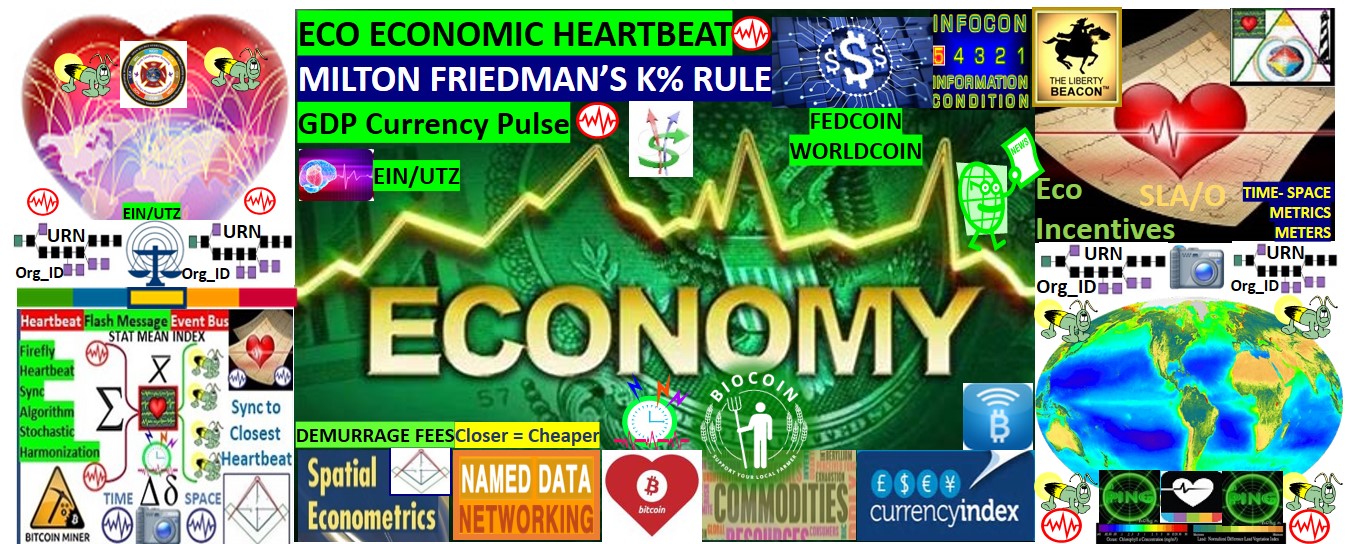 ECO ECONOMIC HEARTBEAT
MILTON FRIEDMAN'S K% RULE
GDP Currency Pulse
EIN/UTZ
FEDCOIN
WORLDCOIN
INFOCON
5 4 3 2 1
INFORMATION
CONDITION
THE LIBERTY
BEACON™
NEWS
Eco
Incentives
SLA/O
TIME- SPACE
METRICS
METERS
EIN/UTZ
URN
Org_ID
URN
Org_ID
URN
Org_ID
URN
Org_ID
ECONOMY
Heartbeat Flash Message Event Bus
STAT MEAN INDEX
Firefly
Heartbeat
Sync
Algorithm
Stochastic
Harmonization
Σ
X
Sync to
Closest
Heartbeat
BITCOIN MINER
TIME Δδ SPACE
DEMURRAGE FEES Closer = Cheaper
BIOCOIN
SUPPORT YOUR LOCAL FARMER
Spatial
Econometrics
NAMED DATA
NETWORKING
bitcoin
COMMODITIES
RESOURCES
CONSUMERS
GLOBAL
£ $ € ¥
currencyindex
PING
PING